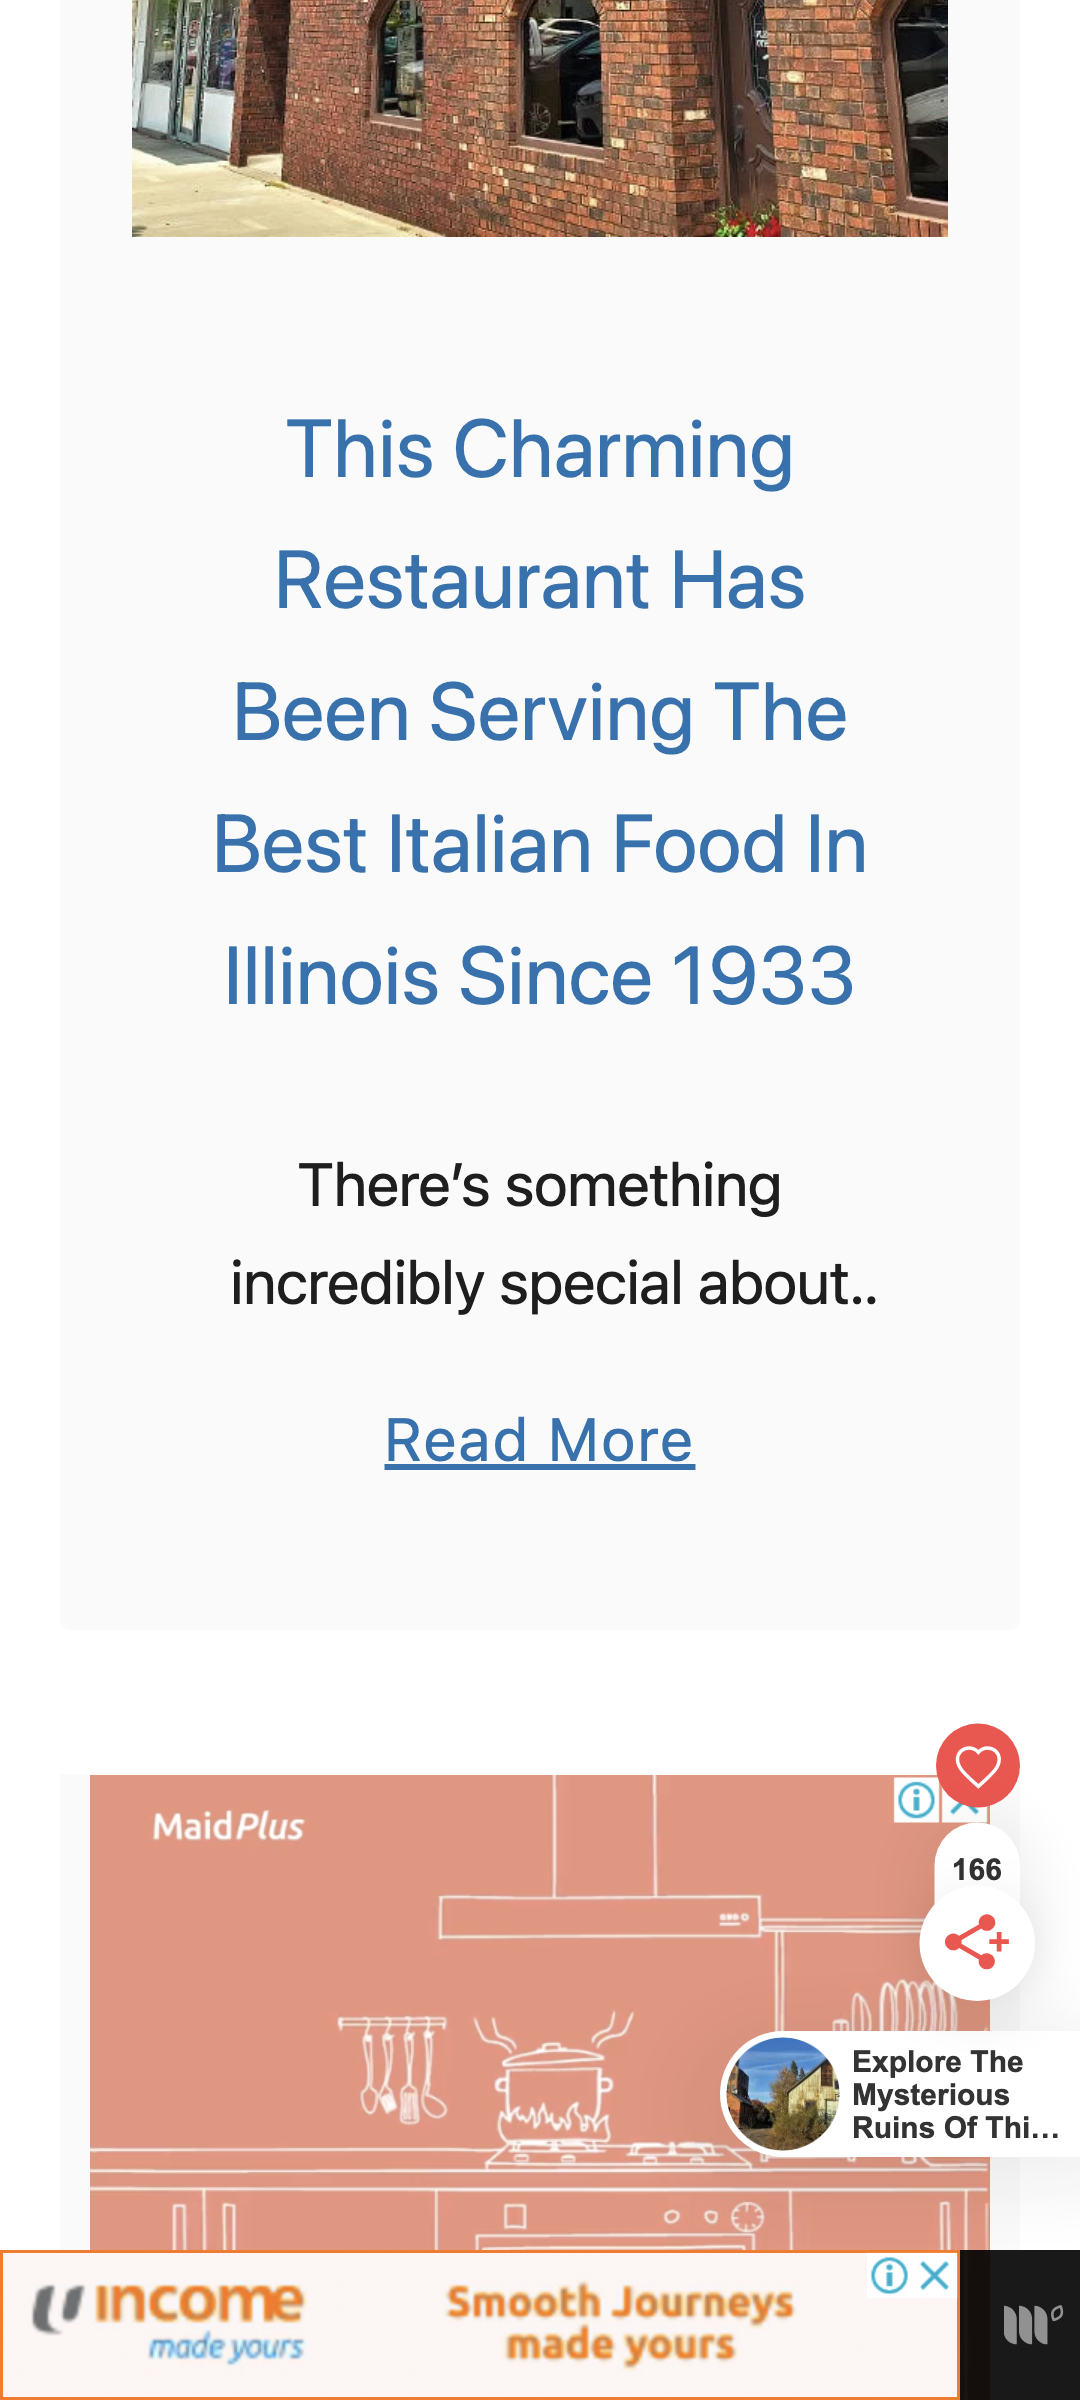 This Charming
Restaurant Has
Been Serving The
Best Italian Food In
Illinois Since 1933
There’s something
incredibly special about..
Read More
MaidPlus
166
Explore The
Mysterious
Ruins Of Thi...
income
made yours
Smooth Journeys
made yours